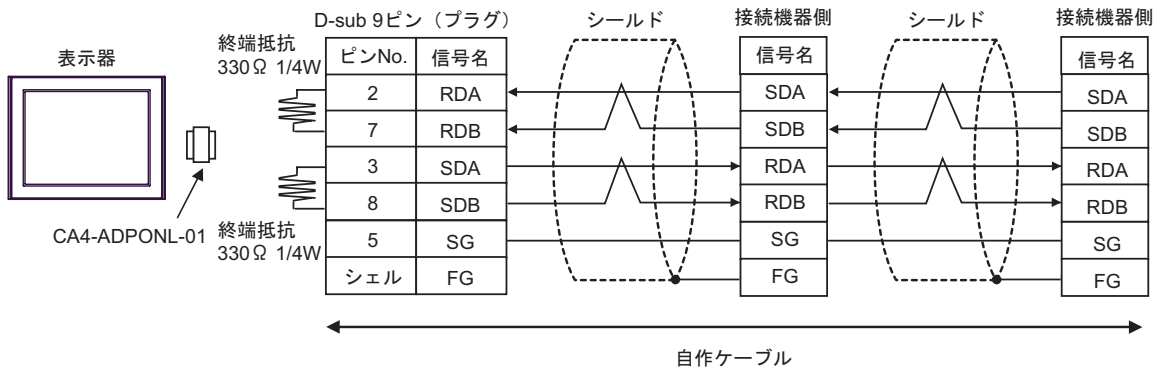 D-sub 9ピン（プラグ）
シールド
接続機器側
シールド
接続機器側
表示器
終端抵抗
330Ω 1/4W
CA4-ADPONL-01
終端抵抗
330Ω 1/4W
ピンNo. 信号名
2 RDA
7 RDB
3 SDA
8 SDB
5 SG
シェル FG
信号名
SDA
SDB
RDA
RDB
SG
FG
信号名
SDA
SDB
RDA
RDB
SG
FG
自作ケーブル